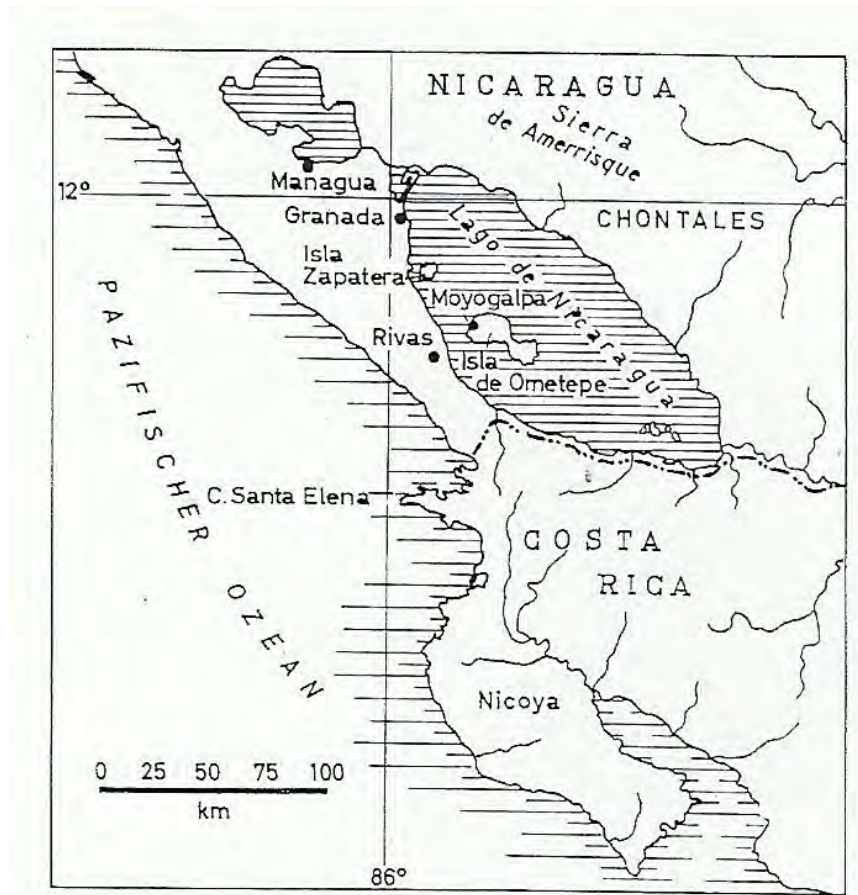 NICARAGUA
Sierra
de Amerrisque
Managua
12°
Granada
CHONTALES
Lago de Nicaragua
Isla
Zapatera
Moyogalpa
Rivas
Isla
de Ometepe
PAZIFISCHER OZEAN
C. Santa Elena
COSTA
RICA
Nicoya
0 25 50 75 100
km
86°